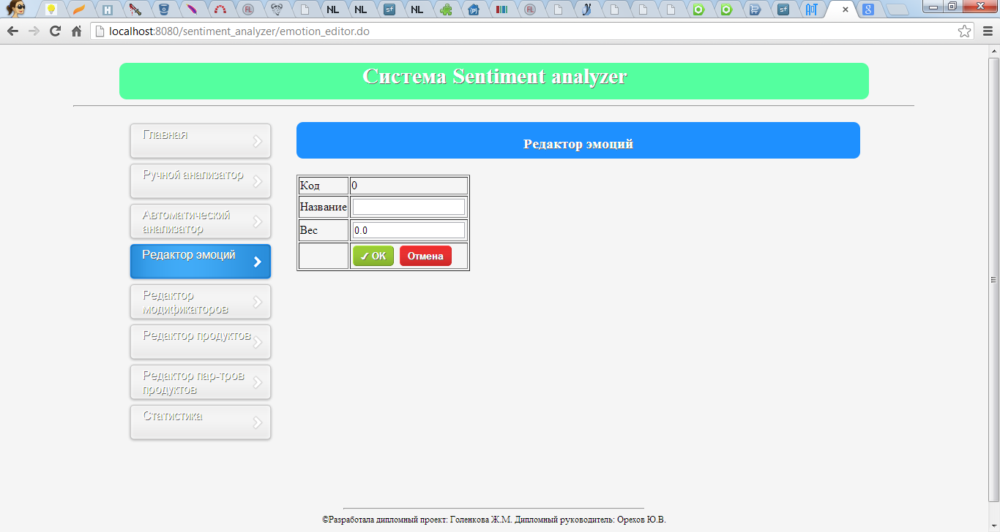 NL
NL
sf
NL
sf
localhost:8080/sentiment_analyzer/emotion_editor.do
Система Sentiment analyzer
Главная
Ручной анализатор
Автоматический
анализатор
Редактор эмоций
Редактор
модификаторов
Редактор продуктов
Редактор пар-тров
продуктов
Статистика
Редактор эмоций
Код 0
Название
Вес 0.0
✓ OK Отмена
©Разработала дипломный проект: Голенкова Ж.М. Дипломный руководитель: Орехов Ю.В.